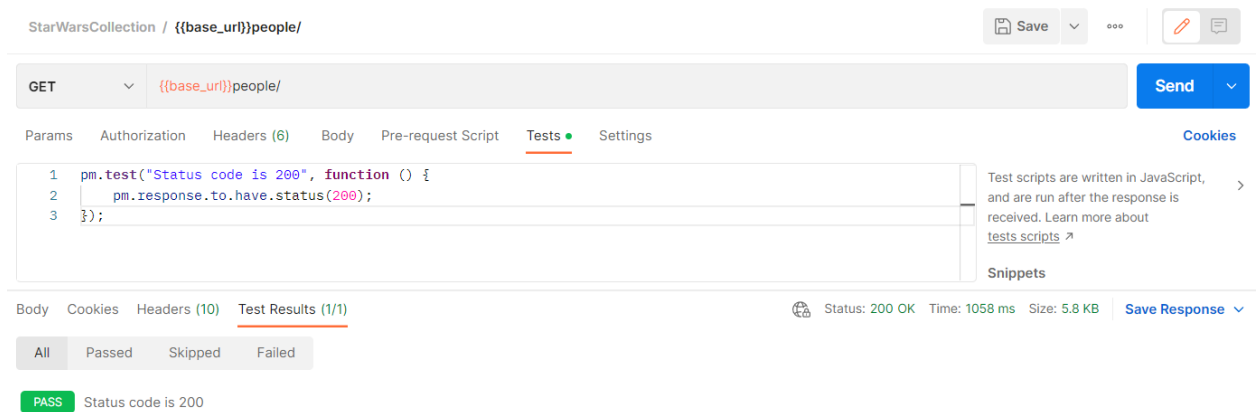 StarWarsCollection / {{base_url}}people/
Save
GET {{base_url}}people/ Send
Params Authorization Headers (6) Body Pre-request Script Tests Settings Cookies
1 pm.test("Status code is 200", function () {
2 pm.response.to.have.status(200);
3 });
Test scripts are written in JavaScript,
and are run after the response is
received. Learn more about
tests scripts ↗
Snippets
Body Cookies Headers (10) Test Results (1/1) Status: 200 OK Time: 1058 ms Size: 5.8 KB Save Response
All Passed Skipped Failed
PASS Status code is 200